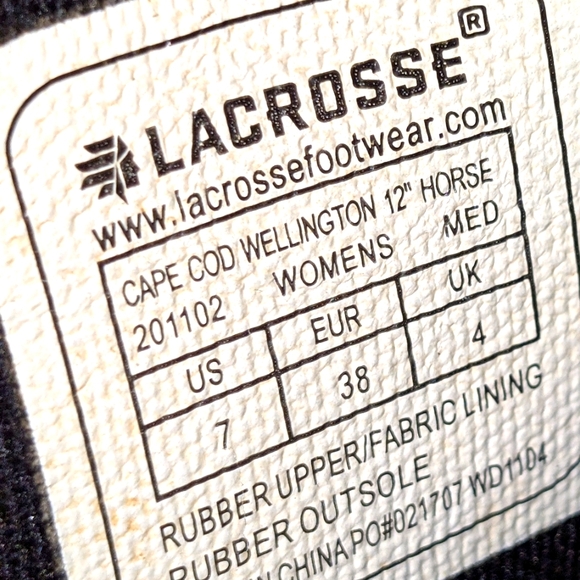 LACROSSE®
www.lacrossefootwear.com
CAPE COD WELLINGTON 12" HORSE
201102 WOMENS MED
US EUR UK
7 38 4
RUBBER UPPER/FABRIC LINING
RUBBER OUTSOLE
CHINA PO#021707 WD1104